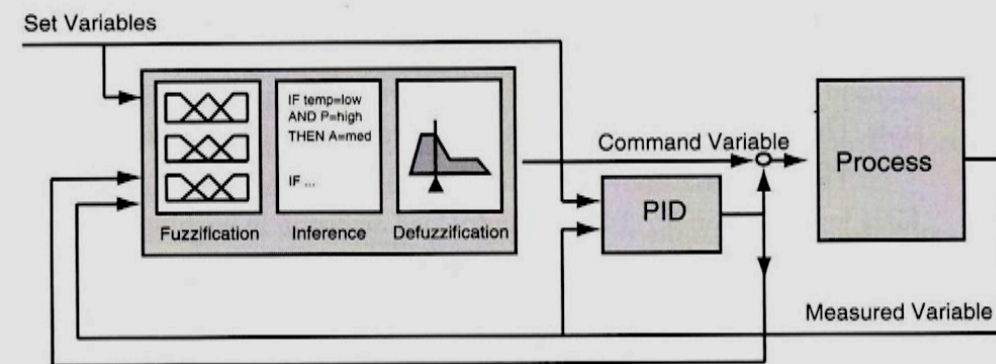 Set Variables
IF temp=low
AND P=high
THEN A=med
IF ...
Fuzzification
Inference
Defuzzification
Command Variable
PID
Process
Measured Variable